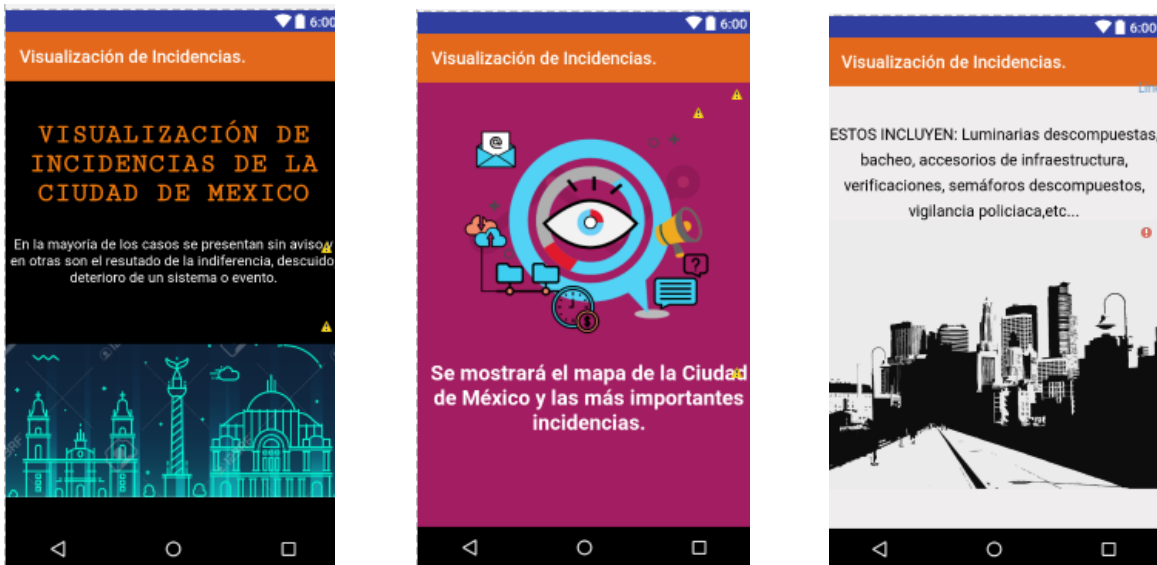 6:00
Visualización de Incidencias.
VISUALIZACIÓN DE
INCIDENCIAS DE LA
CIUDAD DE MEXICO
En la mayoría de los casos se presentan sin aviso y
en otras son el resutado de la indiferencia, descuido
deterioro de un sistema o evento.
6:00
Visualización de Incidencias.
@
?
$
Se mostrará el mapa de la Ciudad
de México y las más importantes
incidencias.
6:00
Visualización de Incidencias.
ESTOS INCLUYEN: Luminarias descompuestas,
bacheo, accesorios de infraestructura,
verificaciones, semáforos descompuestos,
vigilancia policiaca,etc...